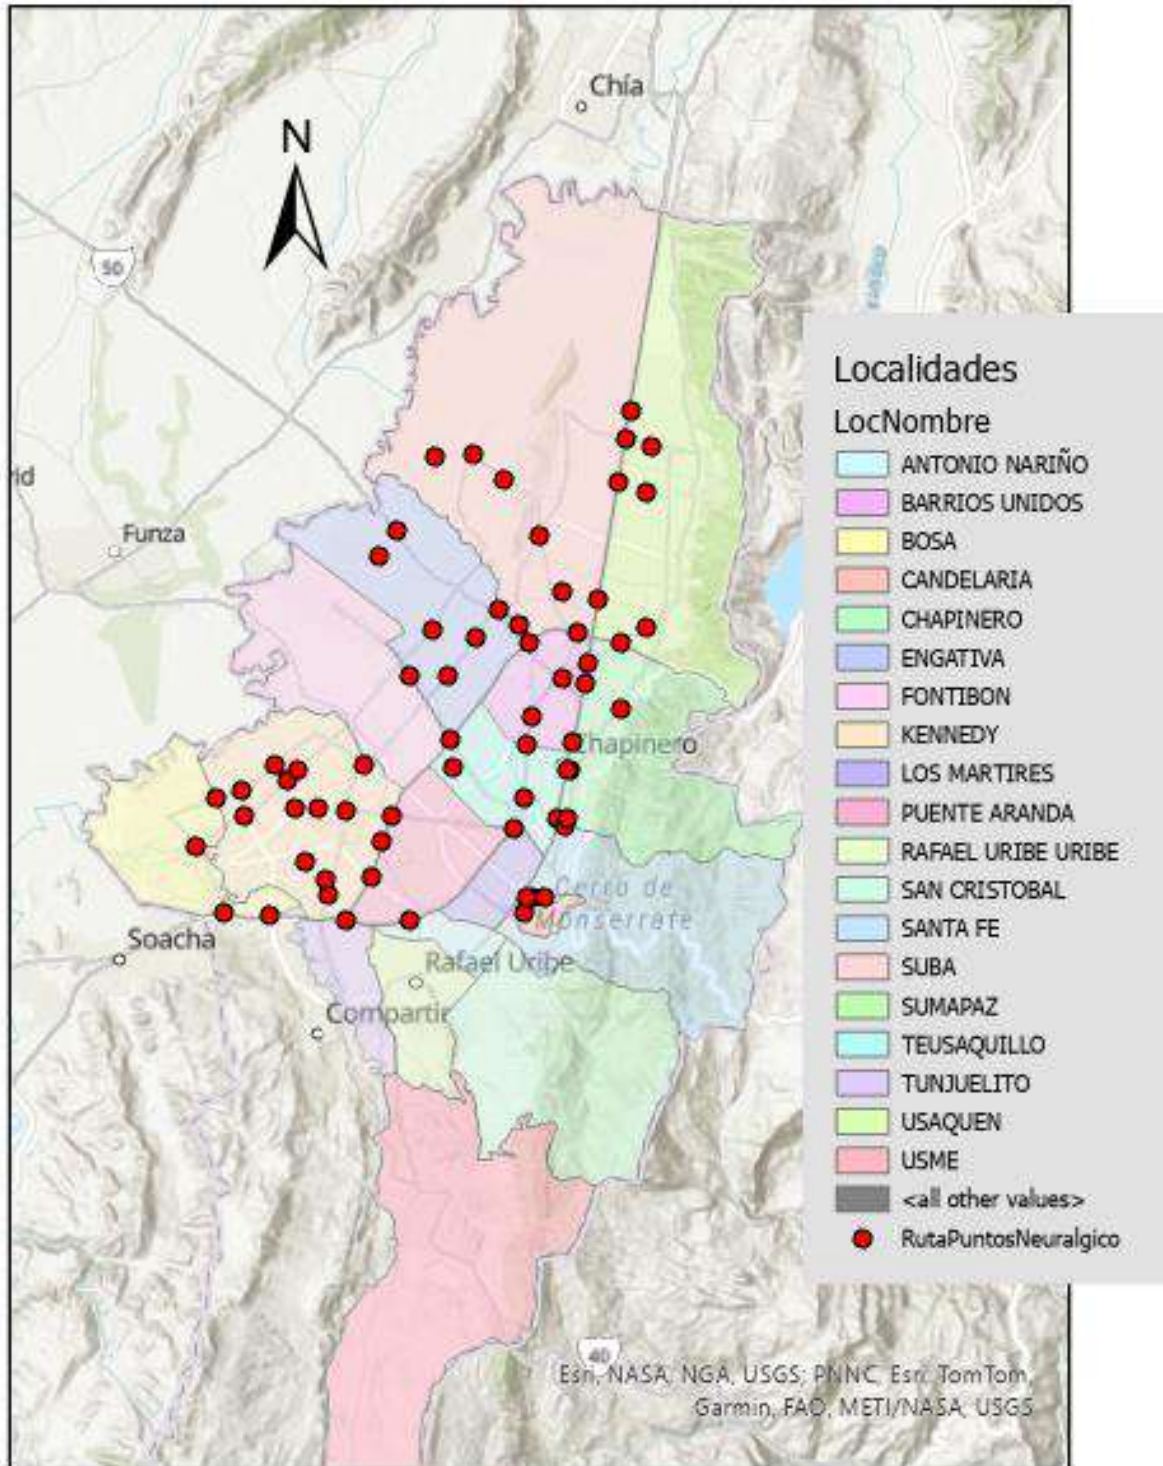 Chía
N
50
Funza
Chapinero
Cerro de
Monserrate
Soacha
Rafael Uribe
Compartir
40
Esri, NASA, NGA, USGS; PNNC, Esri, TomTom,
Garmin, FAO, METI/NASA, USGS
Localidades
LocNombre
ANTONIO NARIÑO
BARRIOS UNIDOS
BOSA
CANDELARIA
CHAPINERO
ENGATIVA
FONTIBON
KENNEDY
LOS MARTIRES
PUENTE ARANDA
RAFAEL URIBE URIBE
SAN CRISTOBAL
SANTA FE
SUBA
SUMAPAZ
TEUSAQUILLO
TUNJUELITO
USAQUEN
USME
<all other values>
RutaPuntosNeuralgico